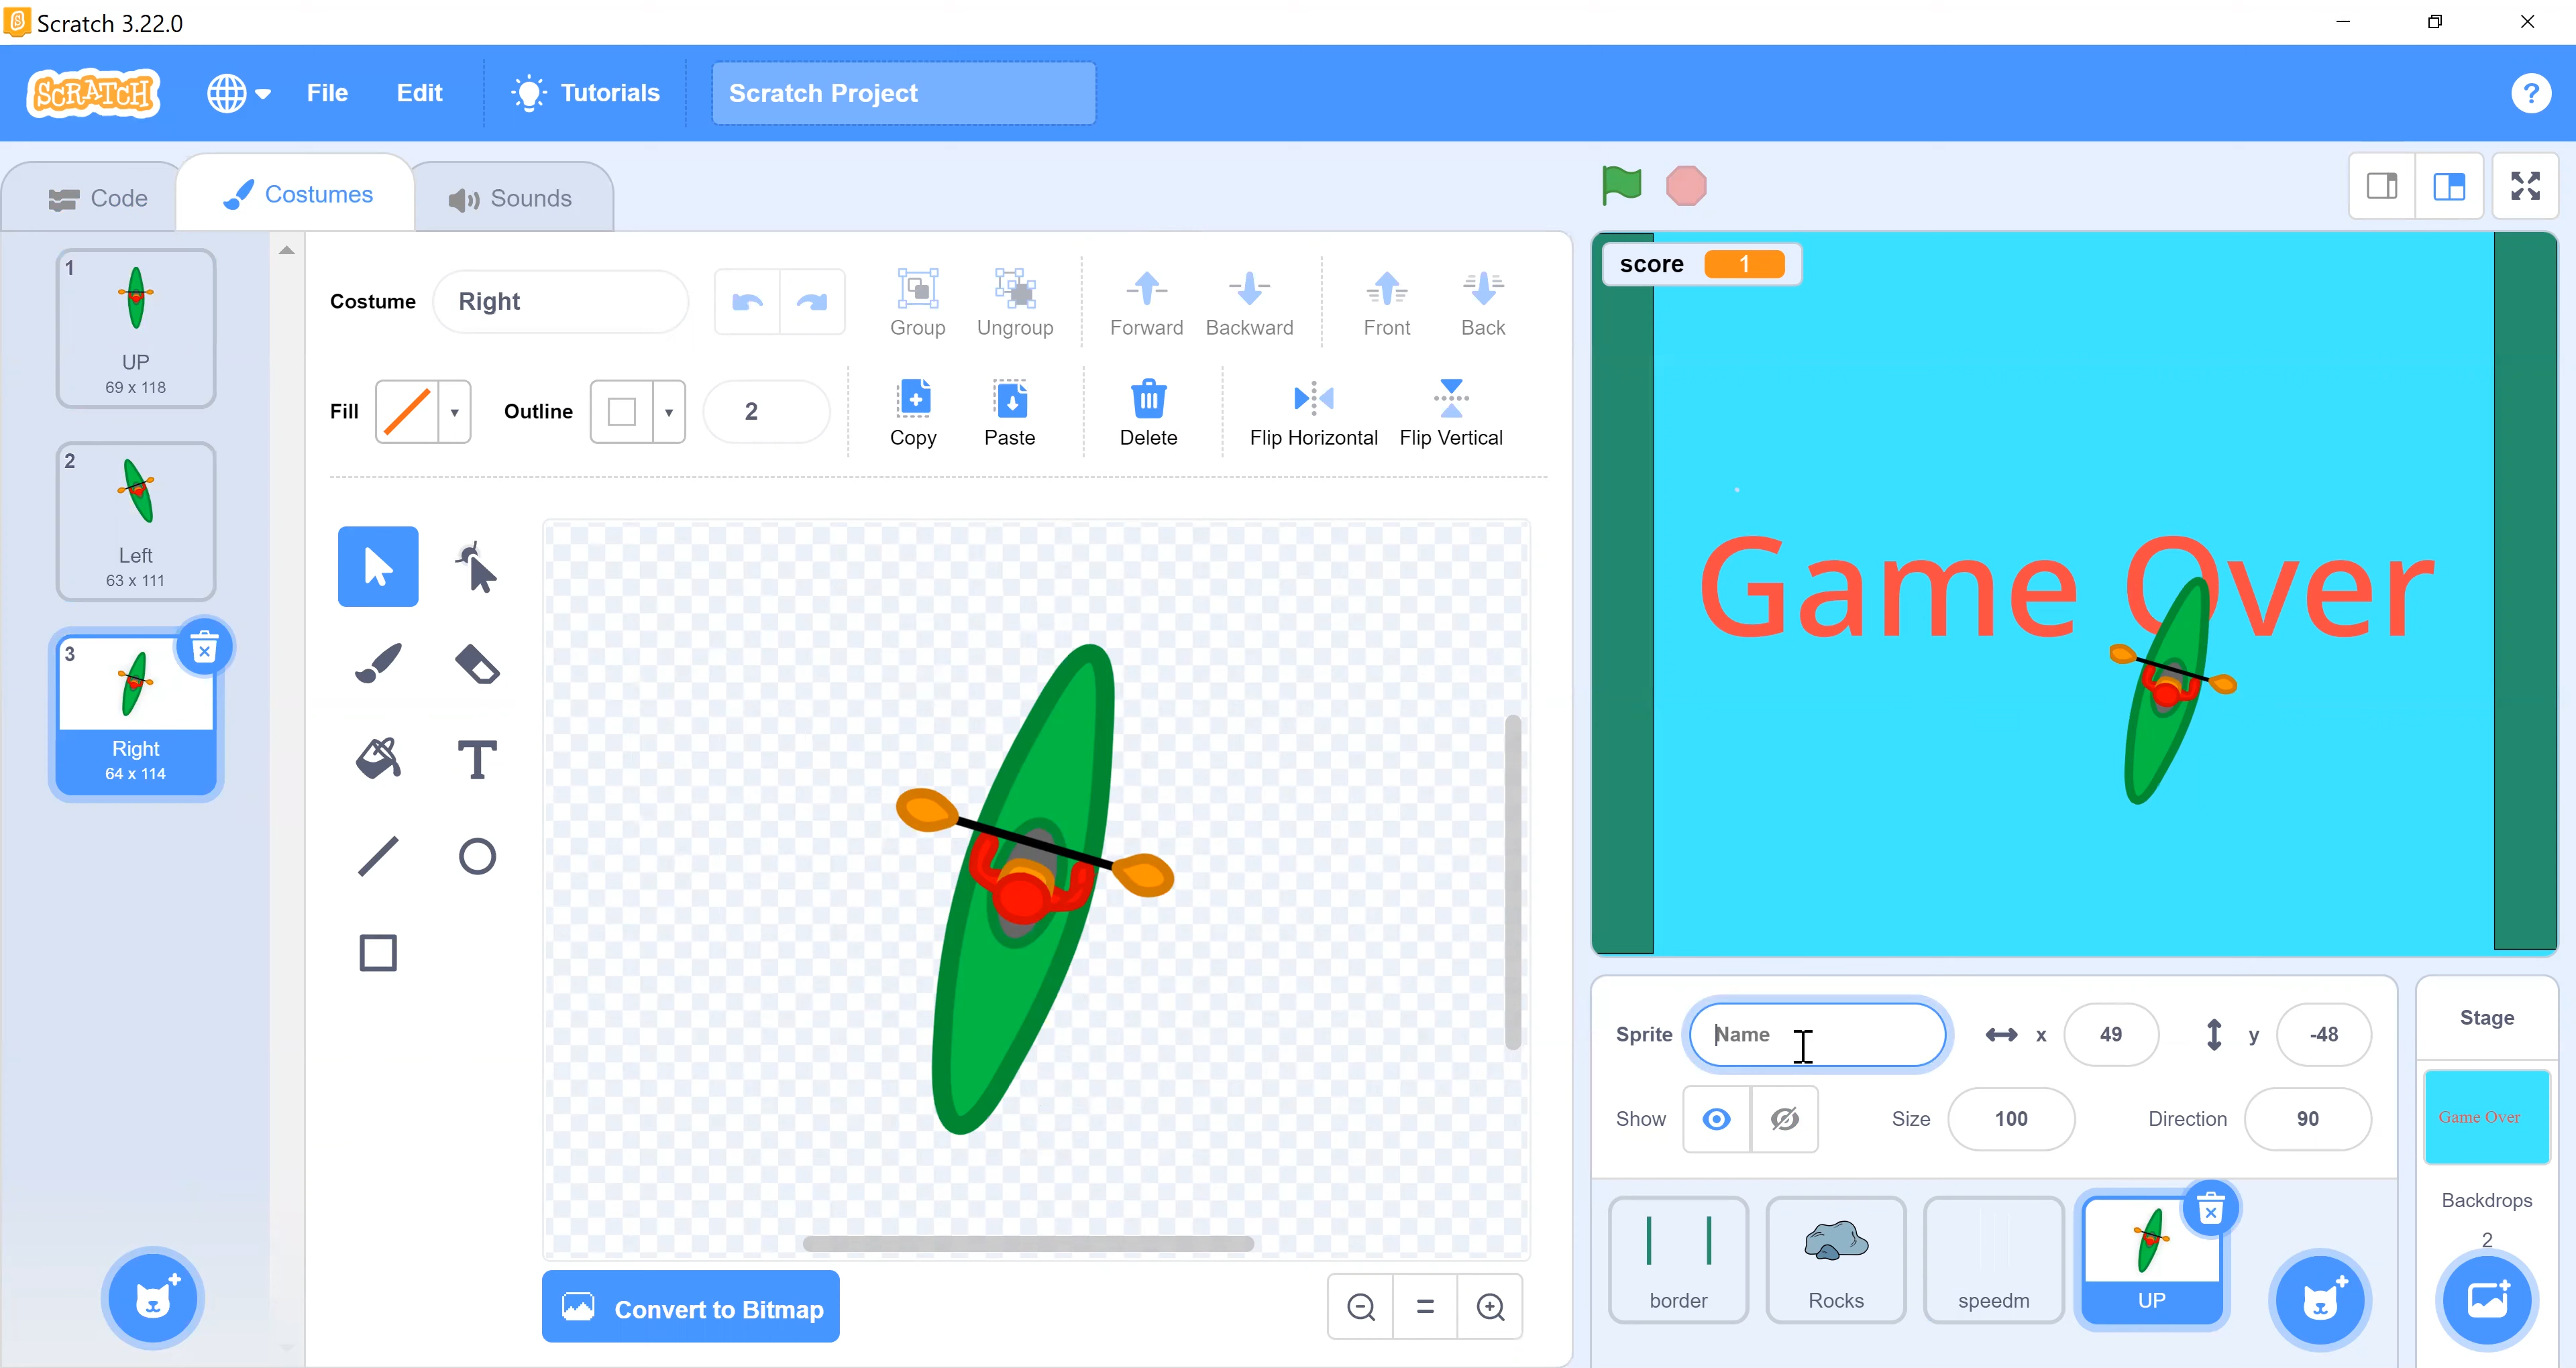 Scratch 3.22.0
SCRATCH
File
Edit
Tutorials
Scratch Project
?
Code
Costumes
Sounds
1
UP
69 x 118
2
Left
63 x 111
3
Right
64 x 114
Costume
Right
Group
Ungroup
Forward
Backward
Front
Back
Fill
Outline
2
Copy
Paste
Delete
Flip Horizontal
Flip Vertical
T
Convert to Bitmap
score 1
Game Over
Sprite
Name
x
49
y
-48
Show
Size
100
Direction
90
border
Rocks
speedm
UP
Stage
Game Over
Backdrops
2